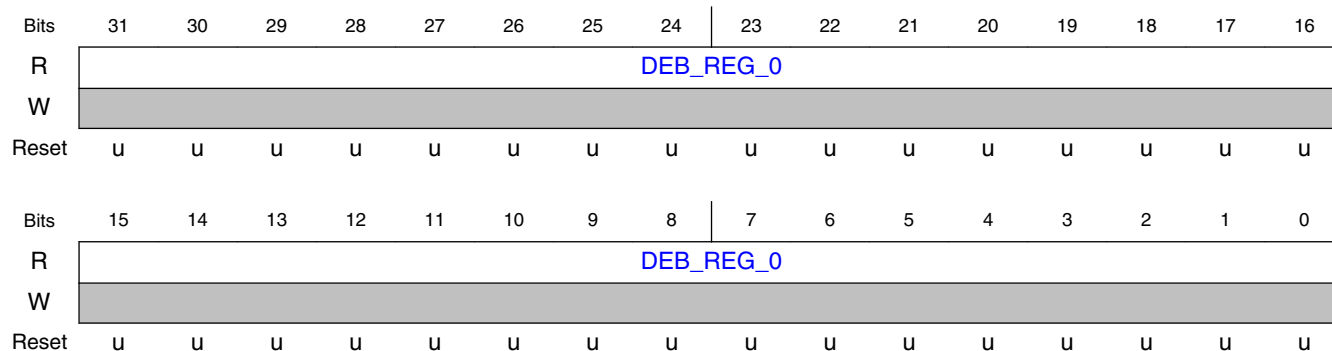 Bits 31 30 29 28 27 26 25 24 23 22 21 20 19 18 17 16
R DEB_REG_0
W
Reset u u u u u u u u u u u u u u u u
Bits 15 14 13 12 11 10 9 8 7 6 5 4 3 2 1 0
R DEB_REG_0
W
Reset u u u u u u u u u u u u u u u u